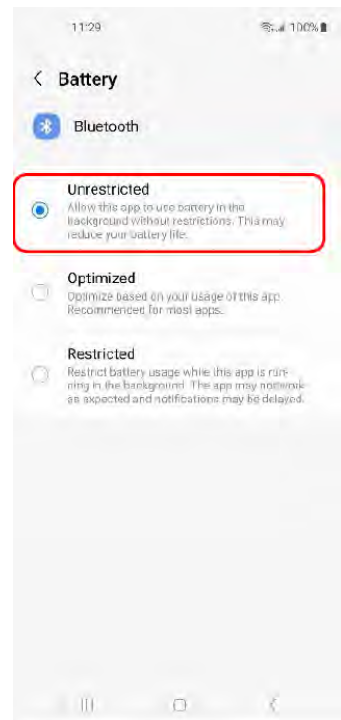 11:29
100%
Battery
Bluetooth
Unrestricted
Allow this app to use battery in the
background without restrictions. This may
reduce your battery life.
Optimized
Optimize based on your usage of this app.
Recommended for most apps.
Restricted
Restrict battery usage while this app is run-
ning in the background. The app may not work
as expected and notifications may be delayed.